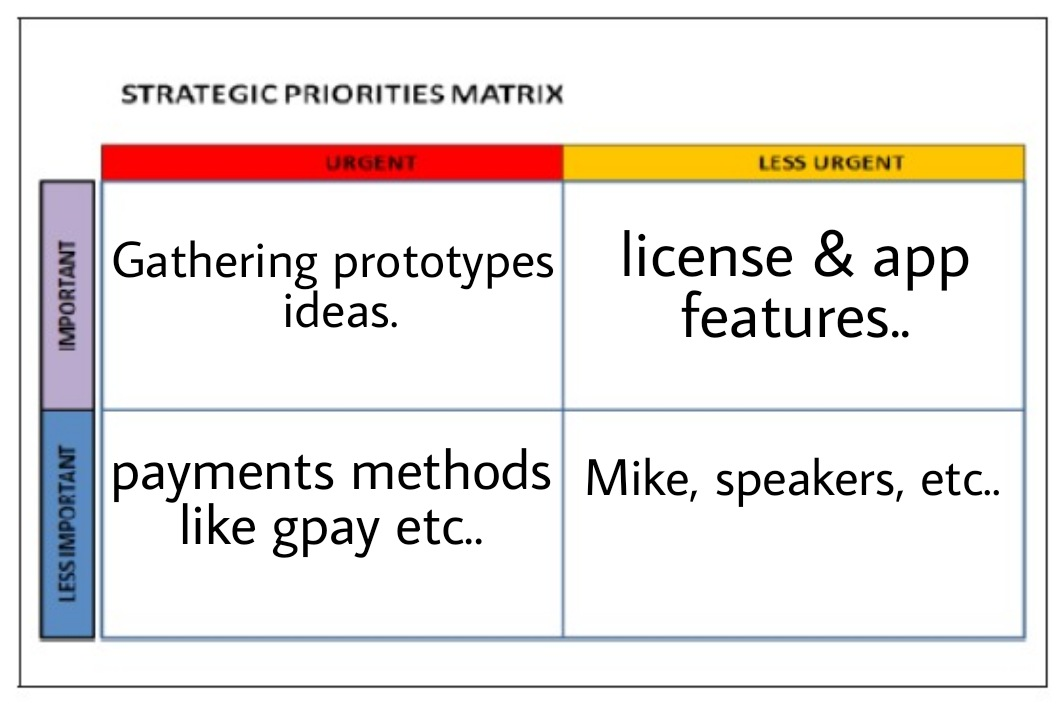 STRATEGIC PRIORITIES MATRIX
URGENT
LESS URGENT
IMPORTANT
Gathering prototypes
ideas.
license & app
features..
LESS IMPORTANT
payments methods
like gpay etc..
Mike, speakers, etc..